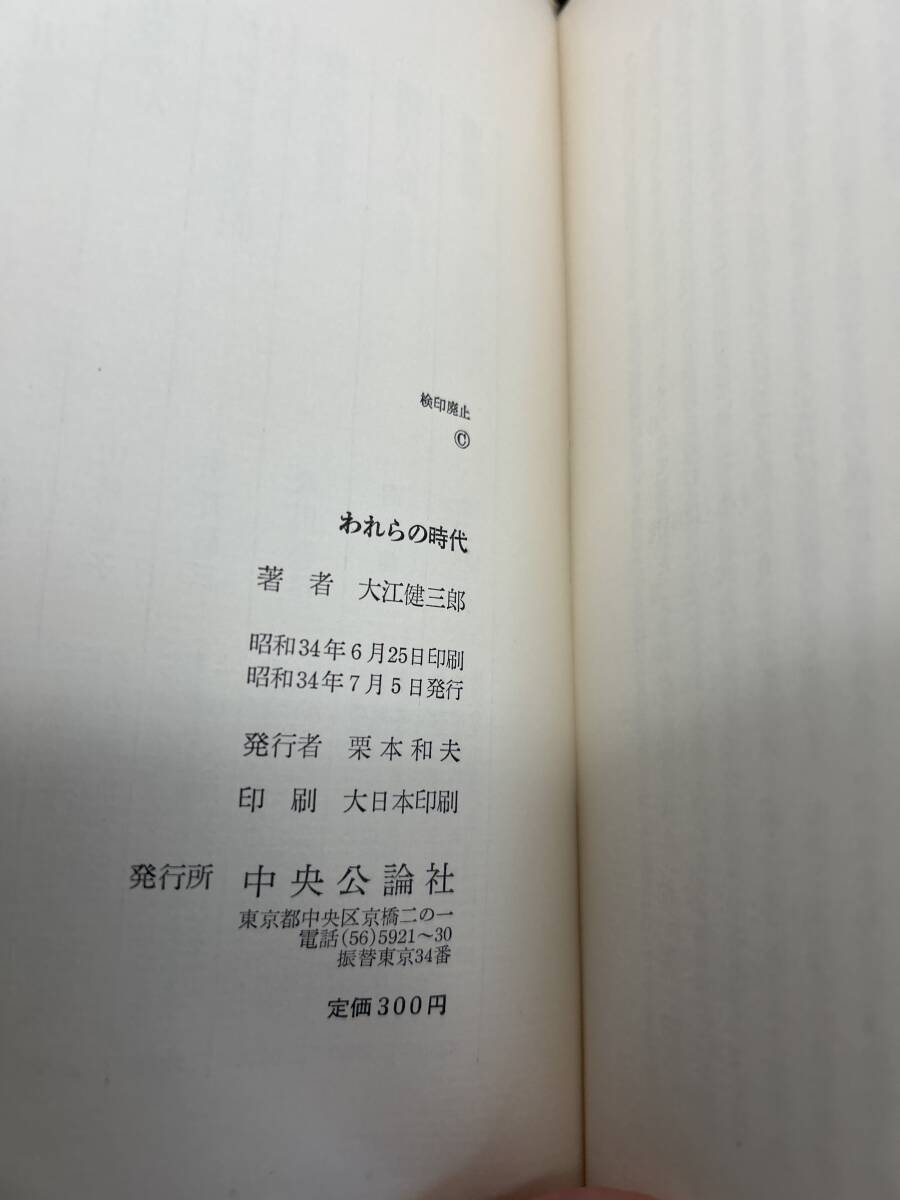 検印廃止
©
われらの時代
著者 大江健三郎
昭和34年6月25日印刷
昭和34年7月5日発行
発行者 栗本和夫
印刷 大日本印刷
発行所 中央公論社
東京都中央区京橋二の一
電話(56)5921〜30
振替東京34番
定価300円